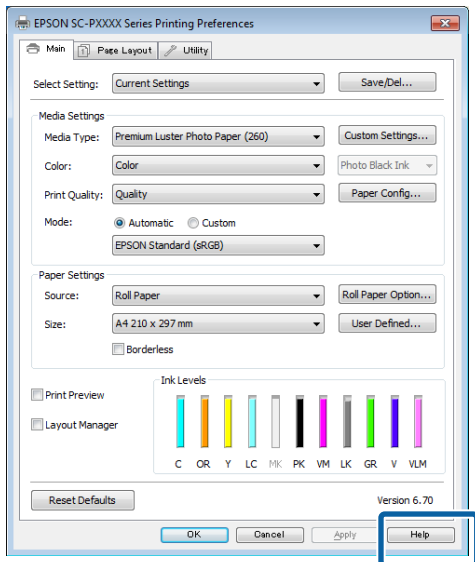 EPSON SC-PXXXX Series Printing Preferences
Main Page Layout Utility
Select Setting: Current Settings Save/Del...
Media Settings
Media Type: Premium Luster Photo Paper (260) Custom Settings...
Color: Color Photo Black Ink
Print Quality: Quality Paper Config...
Mode: Automatic Custom
EPSON Standard (sRGB)
Paper Settings
Source: Roll Paper Roll Paper Option...
Size: A4 210 x 297 mm User Defined...
Borderless
Ink Levels
Print Preview
Layout Manager
C OR Y LC MK PK VM LK GR V VLM
Reset Defaults Version 6.70
OK Cancel Apply Help